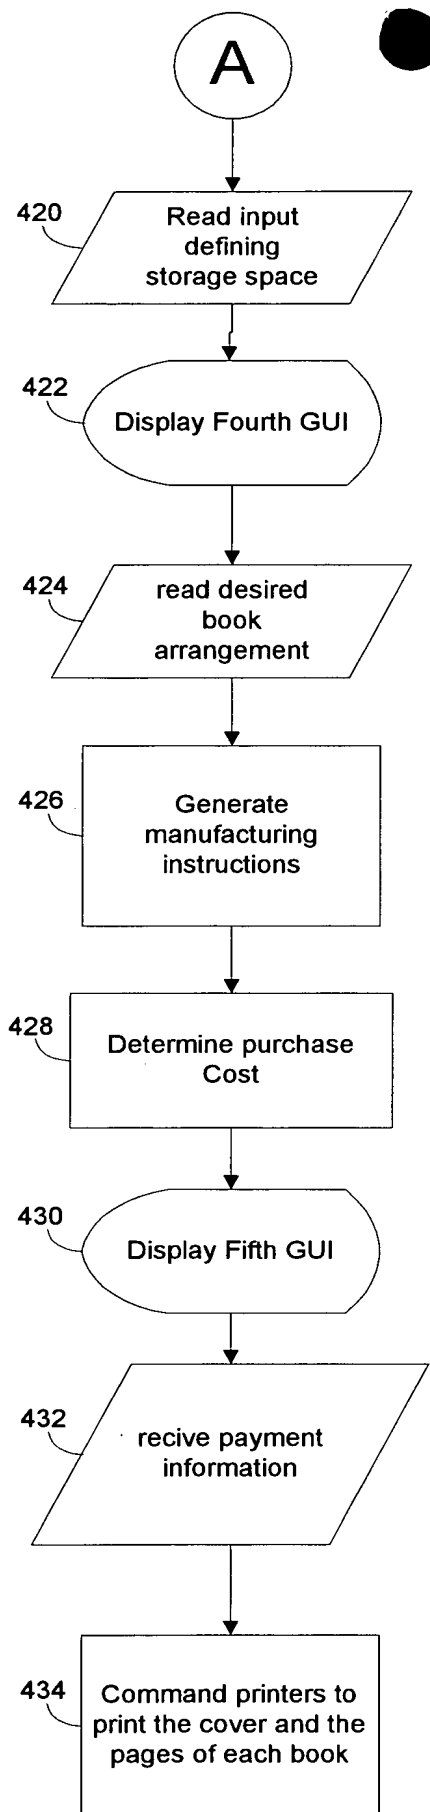 A
420
Read input
defining
storage space
422
Display Fourth GUI
424
read desired
book
arrangement
426
Generate
manufacturing
instructions
428
Determine purchase
Cost
430
Display Fifth GUI
432
recive payment
information
434
Command printers to
print the cover and the
pages of each book